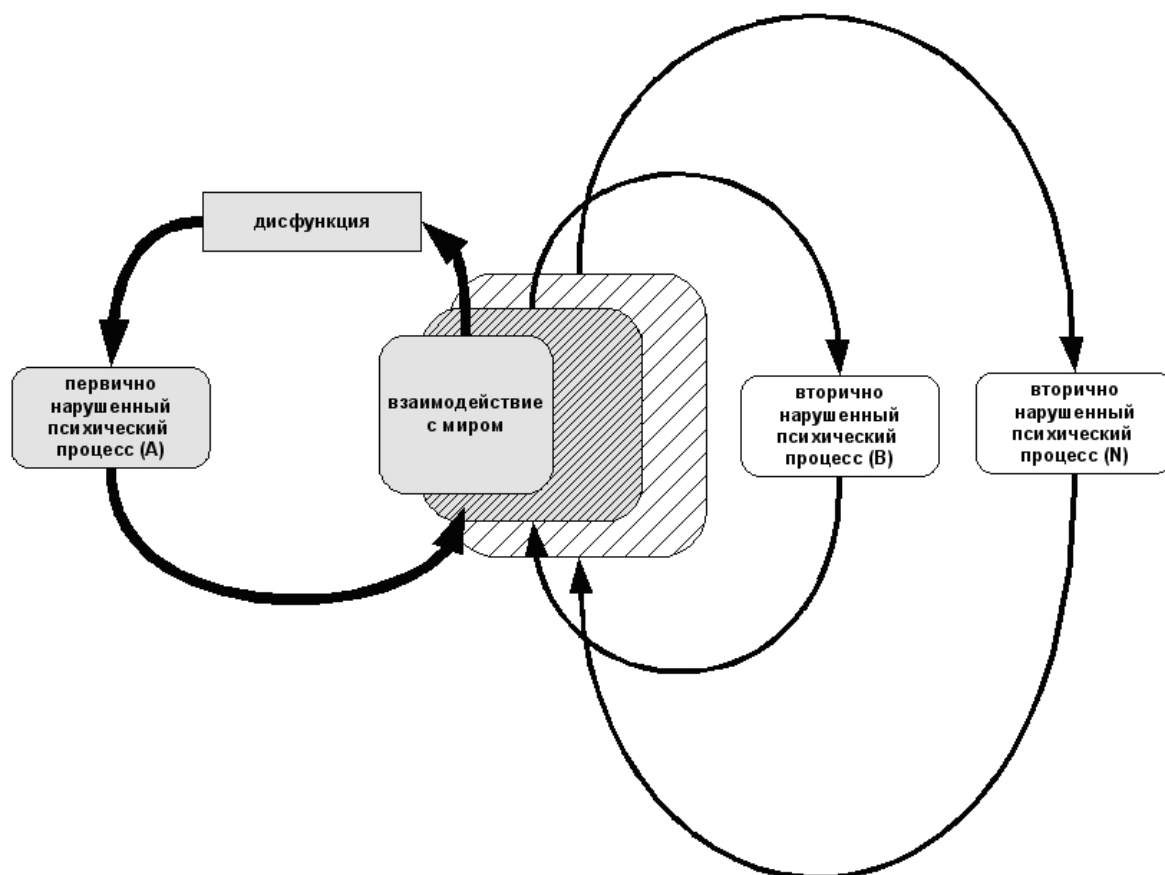 дисфункция
первично
нарушенный
психический
процесс (А)
взаимодействие
с миром
вторично
нарушенный
психический
процесс (В)
вторично
нарушенный
психический
процесс (N)